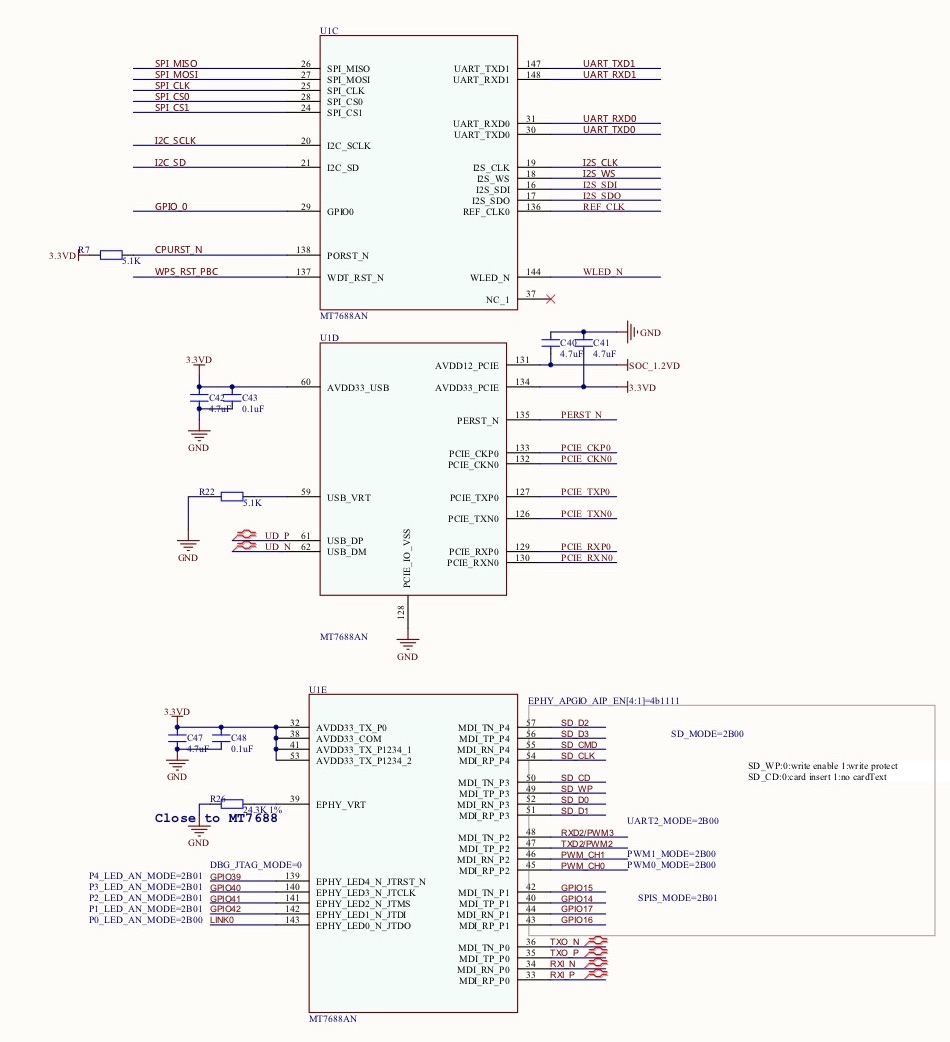 U1C
SPI_MISO 26 SPI_MISO UART_TXD1 147 UART_TXD1
SPI_MOSI 27 SPI_MOSI UART_RXD1 148 UART_RXD1
SPI_CLK 25 SPI_CLK
SPI_CS0 28 SPI_CS0
SPI_CS1 24 SPI_CS1
UART_RXD0 31 UART_RXD0
UART_TXD0 30 UART_TXD0
I2C_SCLK 20 I2C_SCLK
I2C_SD 21 I2C_SD I2S_CLK 19 I2S_CLK
I2S_WS 18 I2S_WS
I2S_SDI 16 I2S_SDI
I2S_SDO 17 I2S_SDO
GPIO_0 29 GPIO0 REF_CLK0 136 REF_CLK
3.3VD R7 5.1K CPURST_N 138 PORST_N
WPS_RST_PBC 137 WDT_RST_N WLED_N 144 WLED_N
NC_1 37
MT7688AN
U1D
GND
C40 4.7uF C41 4.7uF
AVDD12_PCIE 131 SOC_1.2VD
3.3VD 60 AVDD33_USB AVDD33_PCIE 134 3.3VD
C42 4.7uF C43 0.1uF
GND
PERST_N 135 PERST_N
PCIE_CKP0 133 PCIE_CKP0
PCIE_CKN0 132 PCIE_CKN0
R22 5.1K 59 USB_VRT PCIE_TXP0 127 PCIE_TXP0
PCIE_TXN0 126 PCIE_TXN0
GND
UD_P 61 USB_DP
UD_N 62 USB_DM
PCIE_RXP0 129 PCIE_RXP0
PCIE_RXN0 130 PCIE_RXN0
PCIE_IO_VSS
128
MT7688AN
GND
U1E
EPHY_APGIO_AIP_EN[4:1]=4b1111
3.3VD
C47 4.7uF C48 0.1uF
GND
32 AVDD33_TX_P0 MDI_TN_P4 57 SD_D2
38 AVDD33_COM MDI_TP_P4 56 SD_D3 SD_MODE=2B00
41 AVDD33_TX_P1234_1 MDI_RN_P4 55 SD_CMD
53 AVDD33_TX_P1234_2 MDI_RP_P4 54 SD_CLK
SD_WP:0:write enable 1:write protect
SD_CD:0:card insert 1:no cardText
MDI_TN_P3 50 SD_CD
MDI_TP_P3 49 SD_WP
R26 24.3K 1% 39 EPHY_VRT MDI_RN_P3 52 SD_D0
MDI_RP_P3 51 SD_D1
Close to MT7688
GND
UART2_MODE=2B00
MDI_TN_P2 48 RXD2/PWM3
MDI_TP_P2 47 TXD2/PWM2
MDI_RN_P2 46 PWM_CH1 PWM1_MODE=2B00
MDI_RP_P2 45 PWM_CH0 PWM0_MODE=2B00
DBG_JTAG_MODE=0
P4_LED_AN_MODE=2B01 GPIO39 139 EPHY_LED4_N_JTRST_N
P3_LED_AN_MODE=2B01 GPIO40 140 EPHY_LED3_N_JTCLK MDI_TN_P1 42 GPIO15
P2_LED_AN_MODE=2B01 GPIO41 141 EPHY_LED2_N_JTMS MDI_TP_P1 40 GPIO14 SPIS_MODE=2B01
P1_LED_AN_MODE=2B01 GPIO42 142 EPHY_LED1_N_JTDI MDI_RN_P1 44 GPIO17
P0_LED_AN_MODE=2B00 LINK0 143 EPHY_LED0_N_JTDO MDI_RP_P1 43 GPIO16
MDI_TN_P0 36 TXO_N
MDI_TP_P0 35 TXO_P
MDI_RN_P0 34 RXI_N
MDI_RP_P0 33 RXI_P
MT7688AN